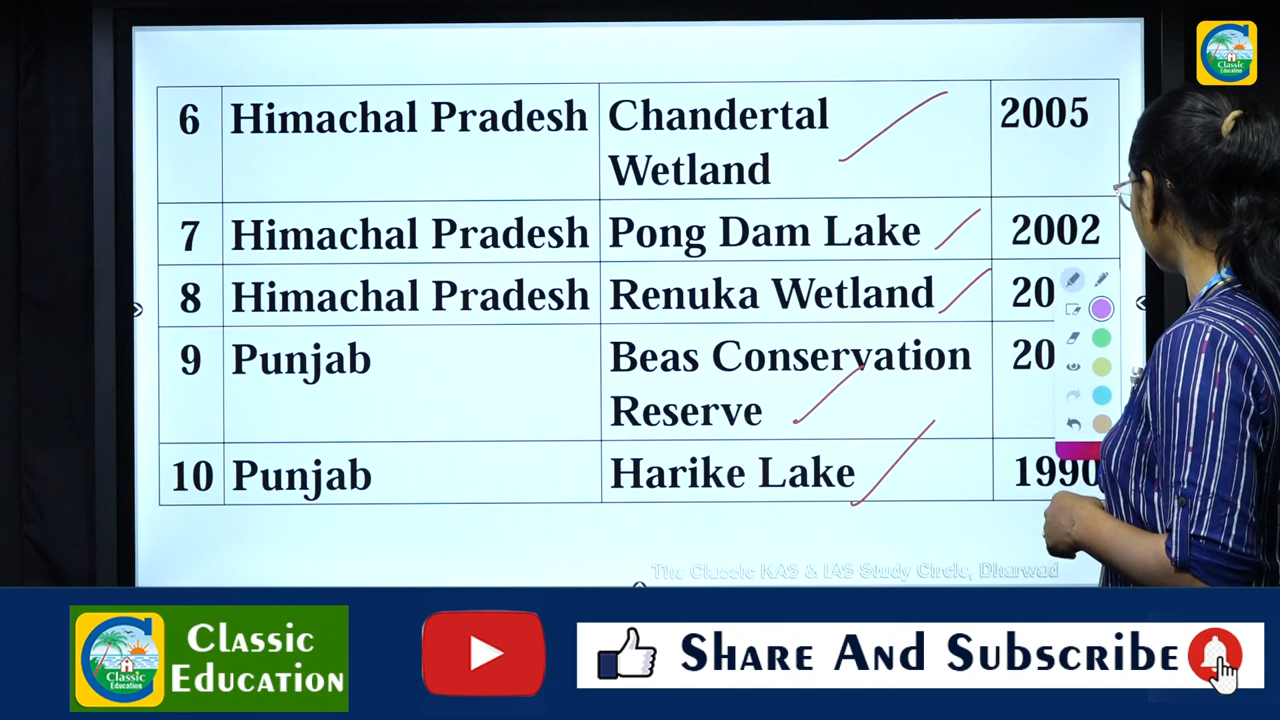 Classic
Education
6 Himachal Pradesh Chandertal 2005
Wetland
7 Himachal Pradesh Pong Dam Lake 2002
8 Himachal Pradesh Renuka Wetland 20
9 Punjab Beas Conservation 20
Reserve
10 Punjab Harike Lake 1990
The Classic KAS & IAS Study Circle, Dharwad
Classic
Education
Classic
Education
Share And Subscribe